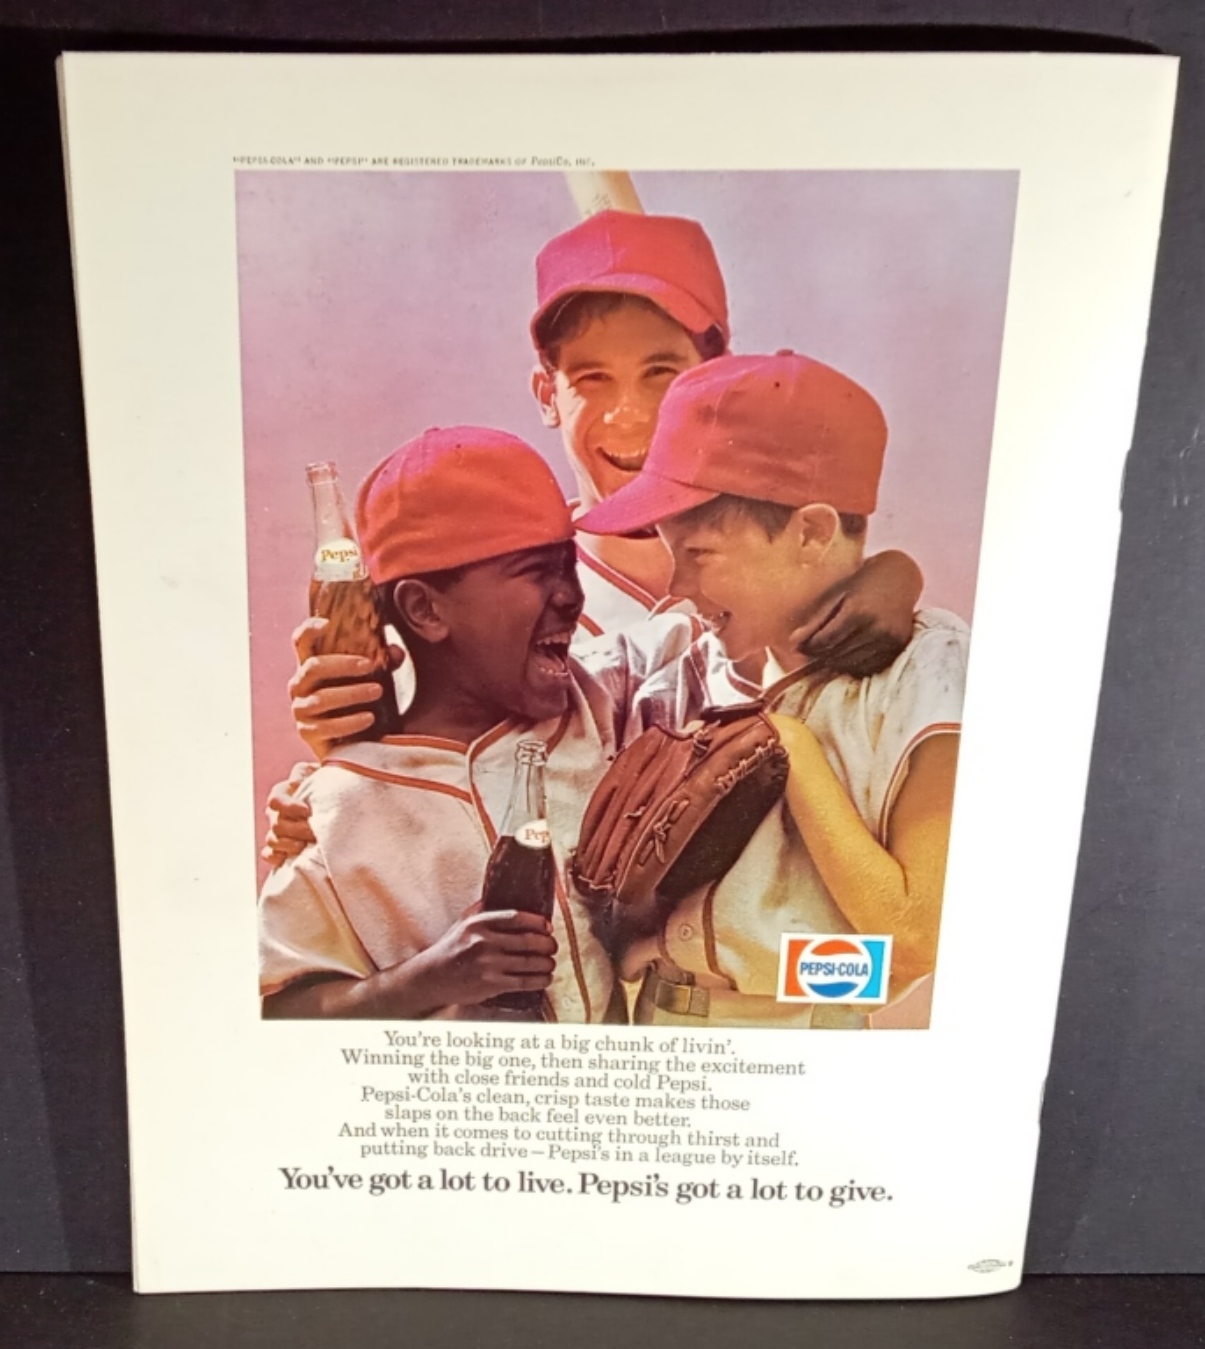 "PEPSI-COLA" AND "PEPSI" ARE REGISTERED TRADEMARKS OF PepsiCo, INC.
Pepsi
Pep
PEPSI-COLA
You're looking at a big chunk of livin'.
Winning the big one, then sharing the excitement
with close friends and cold Pepsi.
Pepsi-Cola's clean, crisp taste makes those
slaps on the back feel even better.
And when it comes to cutting through thirst and
putting back drive—Pepsi's in a league by itself.
You've got a lot to live. Pepsi's got a lot to give.